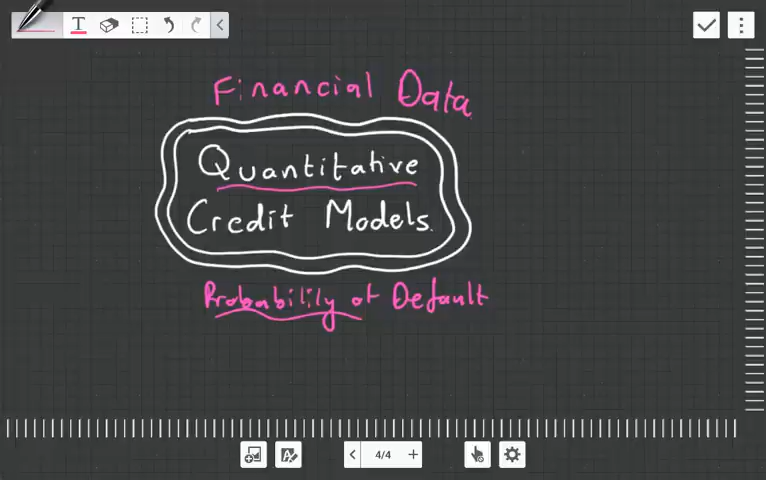 T
Financial Data
Quantitative
Credit Models.
Probability of Default
4/4